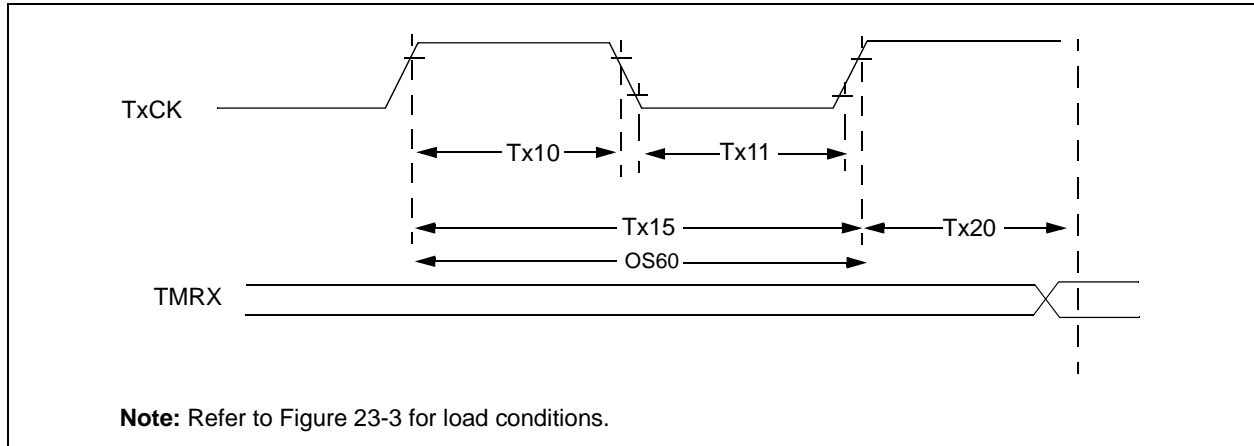 TxCK
Tx10
Tx11
Tx15
Tx20
OS60
TMRX
Note: Refer to Figure 23-3 for load conditions.